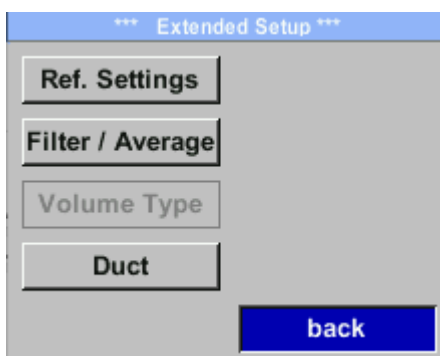 *** Extended Setup ***
Ref. Settings
Filter / Average
Volume Type
Duct
back